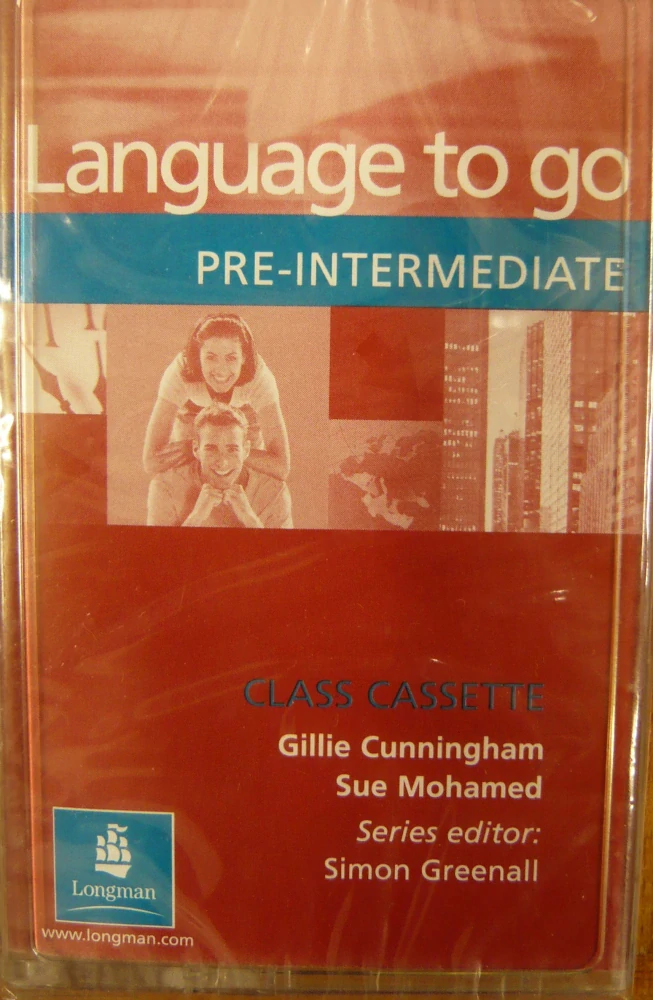 Language to go
PRE-INTERMEDIATE
CLASS CASSETTE
Gillie Cunningham
Sue Mohamed
Series editor:
Simon Greenall
Longman
www.longman.com